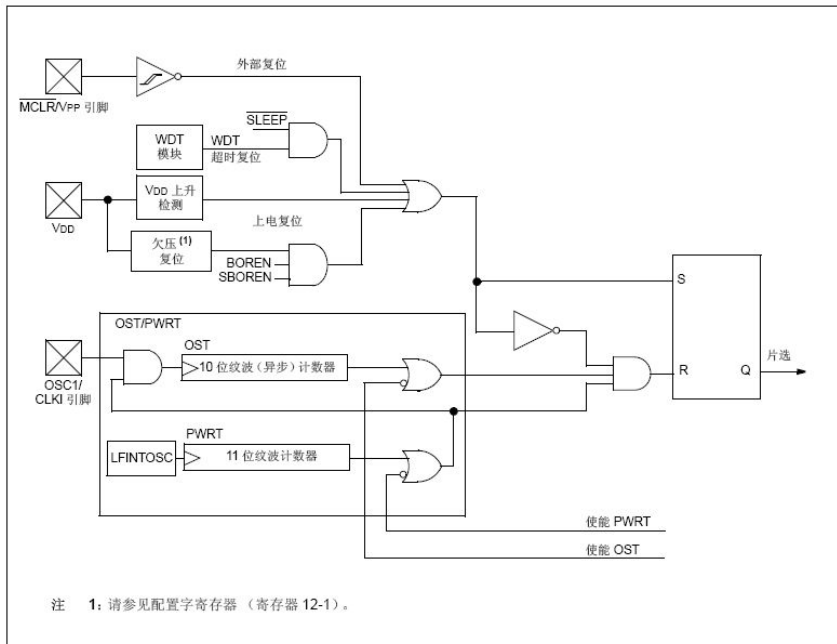 外部复位
MCLR/VPP 引脚
SLEEP
WDT
模块
WDT
超时复位
VDD 上升
检测
VDD
上电复位
欠压(1)
复位
BOREN
SBOREN
S
OST/PWRT
OST
10 位纹波(异步)计数器
OSC1/
CLKI 引脚
片选
R
Q
PWRT
LFINTOSC
11 位纹波计数器
使能 PWRT
使能 OST
注 1: 请参见配置字寄存器 (寄存器 12-1)。